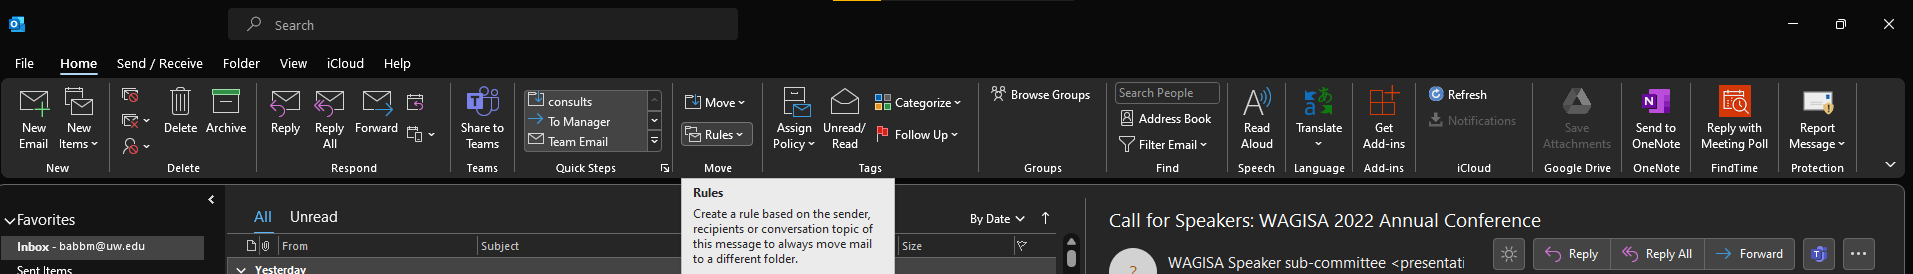 Search
File Home Send / Receive Folder View iCloud Help
New
Email
New
Items
New
Delete
Archive
Delete
Reply
Reply
All
Forward
Respond
Share to
Teams
Teams
consults
To Manager
Team Email
Quick Steps
Move
Rules
Move
Assign
Policy
Unread/
Read
Categorize
Follow Up
Tags
Browse Groups
Groups
Search People
Address Book
Filter Email
Find
Read
Aloud
Speech
Translate
Language
Get
Add-ins
Add-ins
Refresh
Notifications
iCloud
Save
Attachments
Google Drive
Send to
OneNote
OneNote
Reply with
Meeting Poll
FindTime
Report
Message
Protection
Rules
Create a rule based on the sender,
recipients or conversation topic of
this message to always move mail
to a different folder.
Favorites
Inbox - babbm@uw.edu
Sent Items
All Unread
By Date
From Subject Size
Yesterday
Call for Speakers: WAGISA 2022 Annual Conference
?
WAGISA Speaker sub-committee <presentati
Reply Reply All Forward